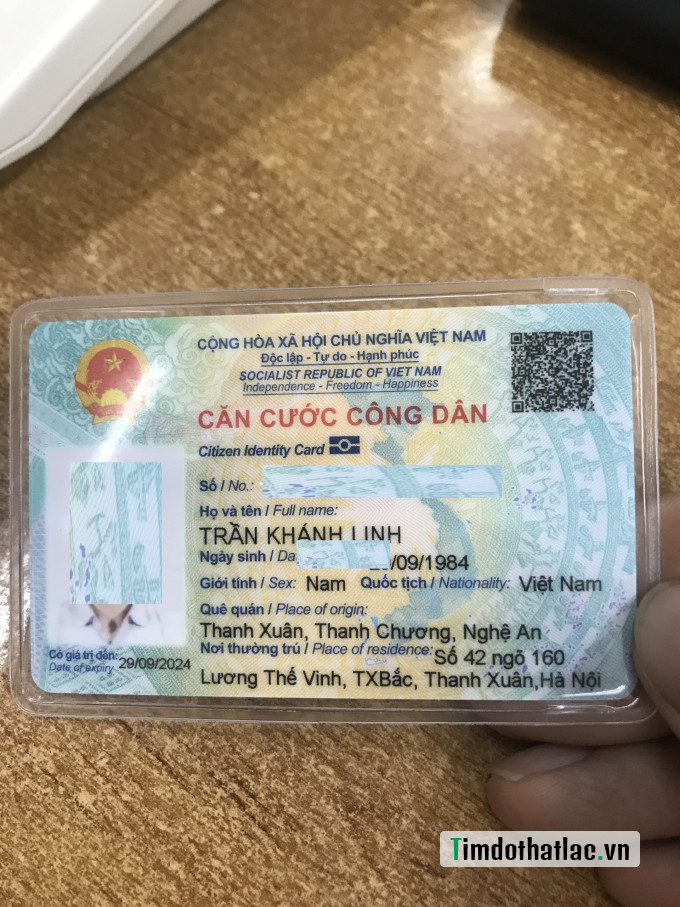 CỘNG HÒA XÃ HỘI CHỦ NGHĨA VIỆT NAM
Độc lập - Tự do - Hạnh phúc
SOCIALIST REPUBLIC OF VIET NAM
Independence - Freedom - Happiness
CĂN CƯỚC CÔNG DÂN
Citizen Identity Card
Số / No.:
Họ và tên / Full name:
TRẦN KHÁNH LINH
Ngày sinh / Da /09/1984
Giới tính / Sex: Nam Quốc tịch / Nationality: Việt Nam
Quê quán / Place of origin:
Thanh Xuân, Thanh Chương, Nghệ An
Nơi thường trú / Place of residence: Số 42 ngõ 160
Lương Thế Vinh, TXBắc, Thanh Xuân,Hà Nội
Có giá trị đến: 29/09/2024
Date of expiry
Timdothatlac.vn